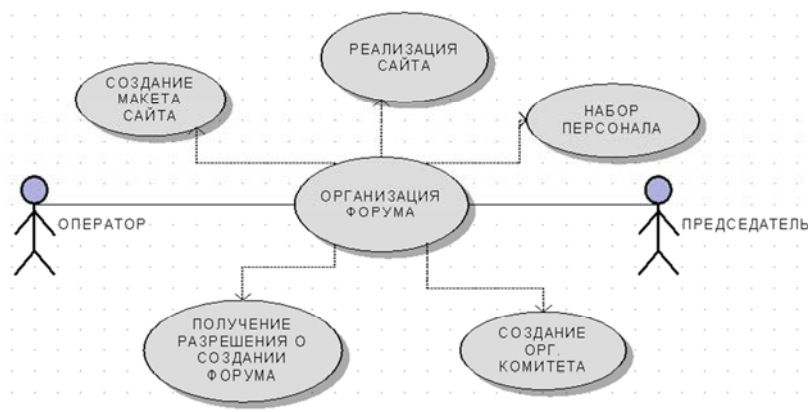 РЕАЛИЗАЦИЯ
САЙТА
СОЗДАНИЕ
МАКЕТА
САЙТА
НАБОР
ПЕРСОНАЛА
ОРГАНИЗАЦИЯ
ФОРУМА
ОПЕРАТОР
ПРЕДСЕДАТЕЛЬ
ПОЛУЧЕНИЕ
РАЗРЕШЕНИЯ О
СОЗДАНИИ
ФОРУМА
СОЗДАНИЕ
ОРГ.
КОМИТЕТА